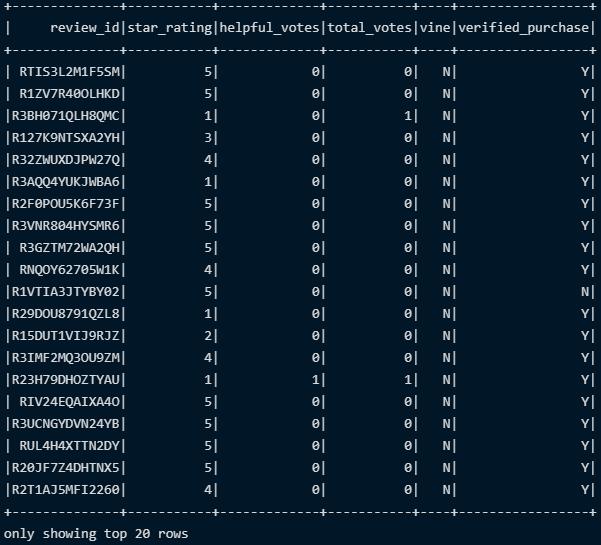 +--------------+-----------+-------------+-----------+----+-----------------+
|     review_id|star_rating|helpful_votes|total_votes|vine|verified_purchase|
+--------------+-----------+-------------+-----------+----+-----------------+
| RTIS3L2M1F5SM|          5|            0|          0|   N|                Y|
| R1ZV7R40OLHKD|          5|            0|          0|   N|                Y|
|R3BH071QLH8QMC|          1|            0|          1|   N|                Y|
|R127K9NTSXA2YH|          3|            0|          0|   N|                Y|
|R32ZWUXDJPW27Q|          4|            0|          0|   N|                Y|
|R3AQQ4YUKJWBA6|          1|            0|          0|   N|                Y|
|R2F0POU5K6F73F|          5|            0|          0|   N|                Y|
|R3VNR804HYSMR6|          5|            0|          0|   N|                Y|
| R3GZTM72WA2QH|          5|            0|          0|   N|                Y|
| RNQOY62705W1K|          4|            0|          0|   N|                Y|
|R1VTIA3JTYBY02|          5|            0|          0|   N|                N|
|R29DOU8791QZL8|          1|            0|          0|   N|                Y|
|R15DUT1VIJ9RJZ|          2|            0|          0|   N|                Y|
|R3IMF2MQ3OU9ZM|          4|            0|          0|   N|                Y|
|R23H79DHOZTYAU|          1|            1|          1|   N|                Y|
| RIV24EQAIXA4O|          5|            0|          0|   N|                Y|
|R3UCNGYDVN24YB|          5|            0|          0|   N|                Y|
| RUL4H4XTTN2DY|          5|            0|          0|   N|                Y|
|R20JF7Z4DHTNX5|          5|            0|          0|   N|                Y|
|R2T1AJ5MFI2260|          4|            0|          0|   N|                Y|
+--------------+-----------+-------------+-----------+----+-----------------+
only showing top 20 rows